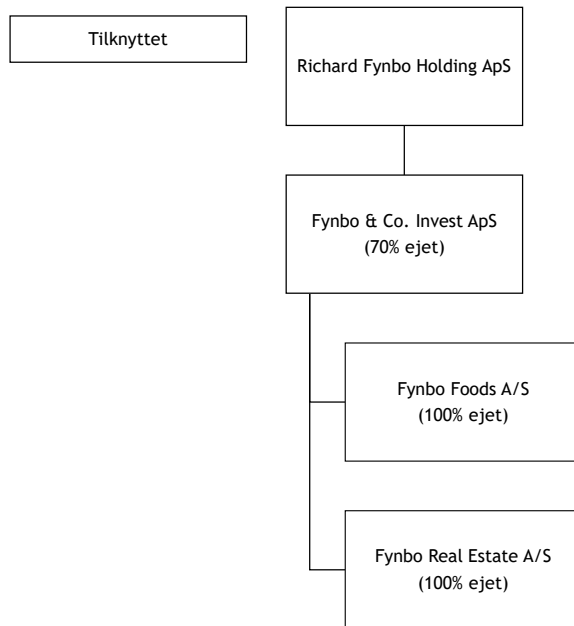 Tilknyttet
Richard Fynbo Holding ApS
Fynbo & Co. Invest ApS
(70% ejet)
Fynbo Foods A/S
(100% ejet)
Fynbo Real Estate A/S
(100% ejet)